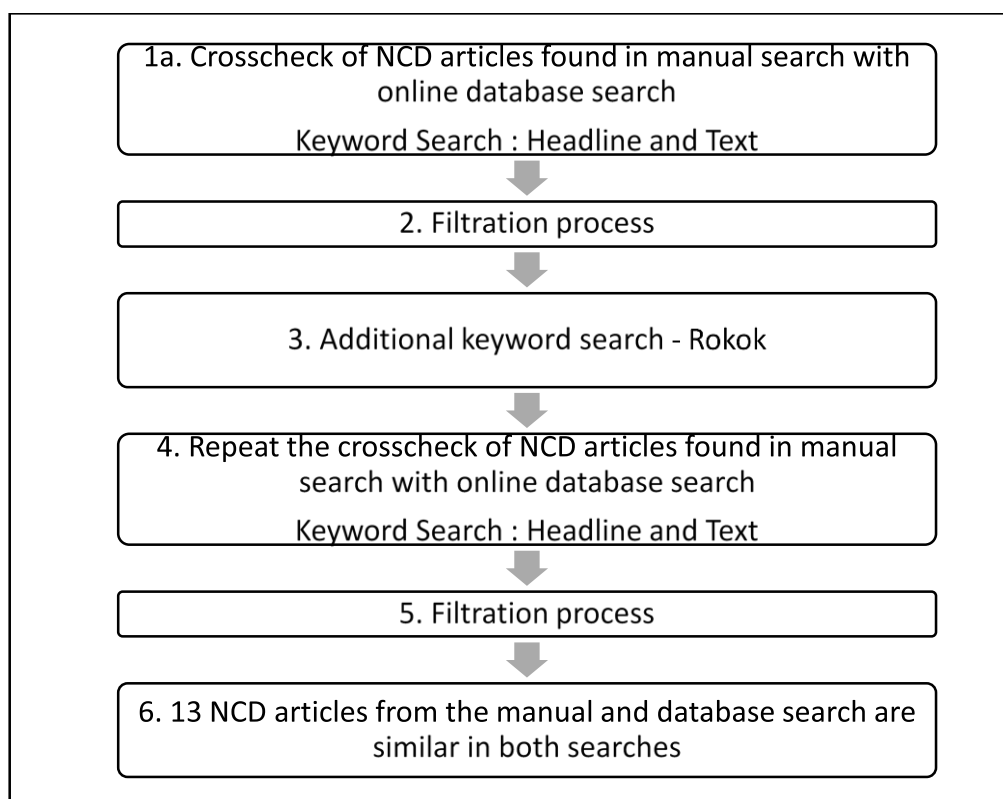 1a. Crosscheck of NCD articles found in manual search with
online database search
Keyword Search : Headline and Text
2. Filtration process
3. Additional keyword search - Rokok
4. Repeat the crosscheck of NCD articles found in manual
search with online database search
Keyword Search : Headline and Text
5. Filtration process
6. 13 NCD articles from the manual and database search are
similar in both searches